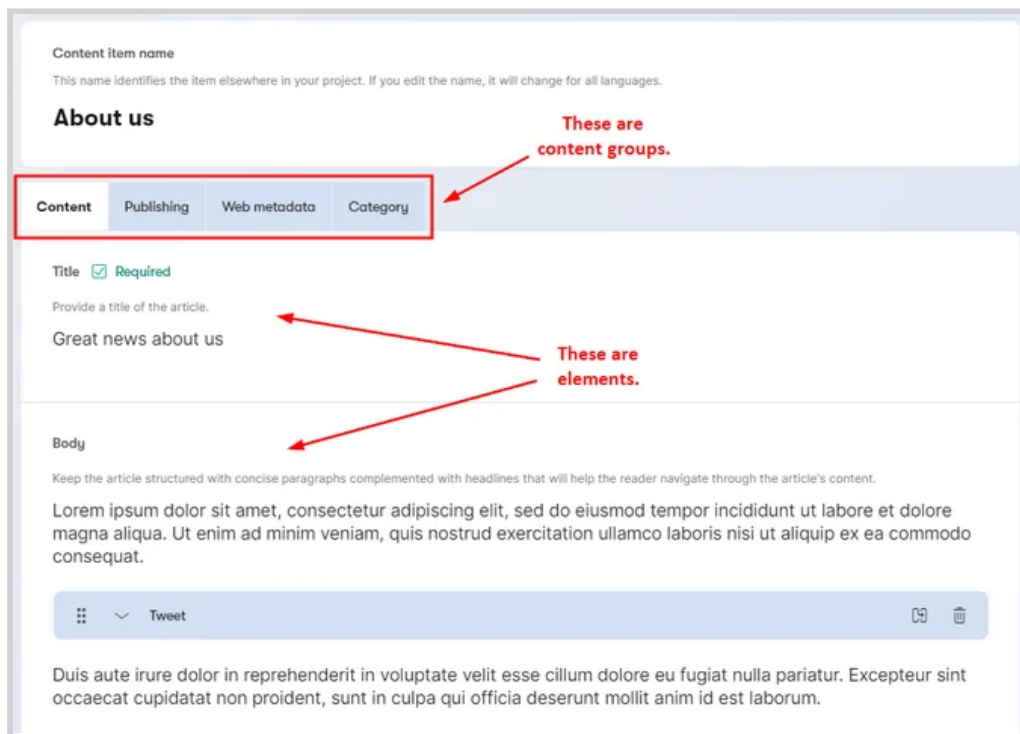 Content item name
This name identifies the item elsewhere in your project. If you edit the name, it will change for all languages.
About us
These are
content groups.
Content Publishing Web metadata Category
Title Required
Provide a title of the article.
Great news about us
These are
elements.
Body
Keep the article structured with concise paragraphs complemented with headlines that will help the reader navigate through the article's content.
Lorem ipsum dolor sit amet, consectetur adipiscing elit, sed do eiusmod tempor incididunt ut labore et dolore
magna aliqua. Ut enim ad minim veniam, quis nostrud exercitation ullamco laboris nisi ut aliquip ex ea commodo
consequat.
Tweet
Duis aute irure dolor in reprehenderit in voluptate velit esse cillum dolore eu fugiat nulla pariatur. Excepteur sint
occaecat cupidatat non proident, sunt in culpa qui officia deserunt mollit anim id est laborum.